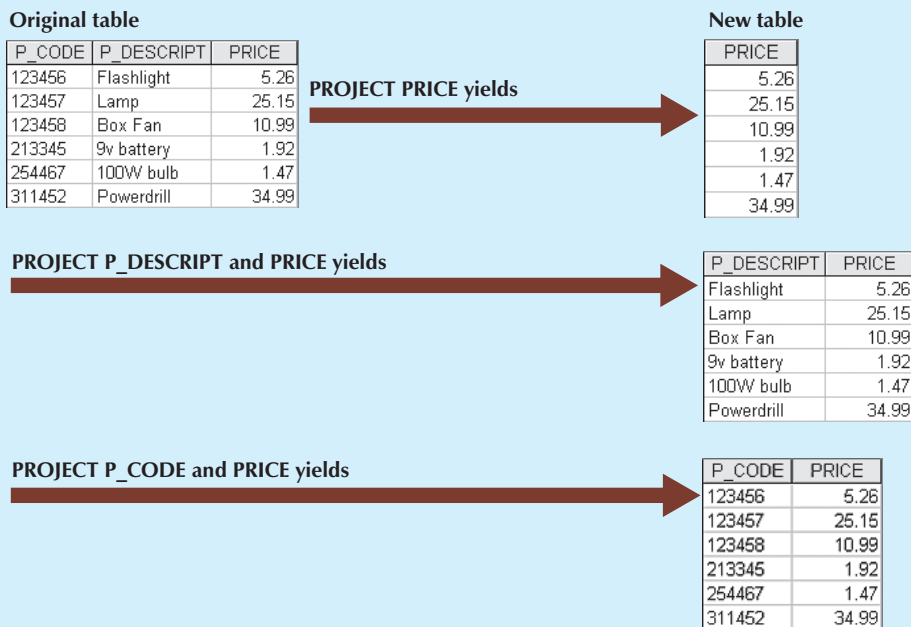 Original table
P_CODE P_DESCRIPT PRICE
123456 Flashlight 5.26
123457 Lamp 25.15
123458 Box Fan 10.99
213345 9v battery 1.92
254467 100W bulb 1.47
311452 Powerdrill 34.99
PROJECT PRICE yields
New table
PRICE
5.26
25.15
10.99
1.92
1.47
34.99
PROJECT P_DESCRIPT and PRICE yields
P_DESCRIPT PRICE
Flashlight 5.26
Lamp 25.15
Box Fan 10.99
9v battery 1.92
100W bulb 1.47
Powerdrill 34.99
PROJECT P_CODE and PRICE yields
P_CODE PRICE
123456 5.26
123457 25.15
123458 10.99
213345 1.92
254467 1.47
311452 34.99